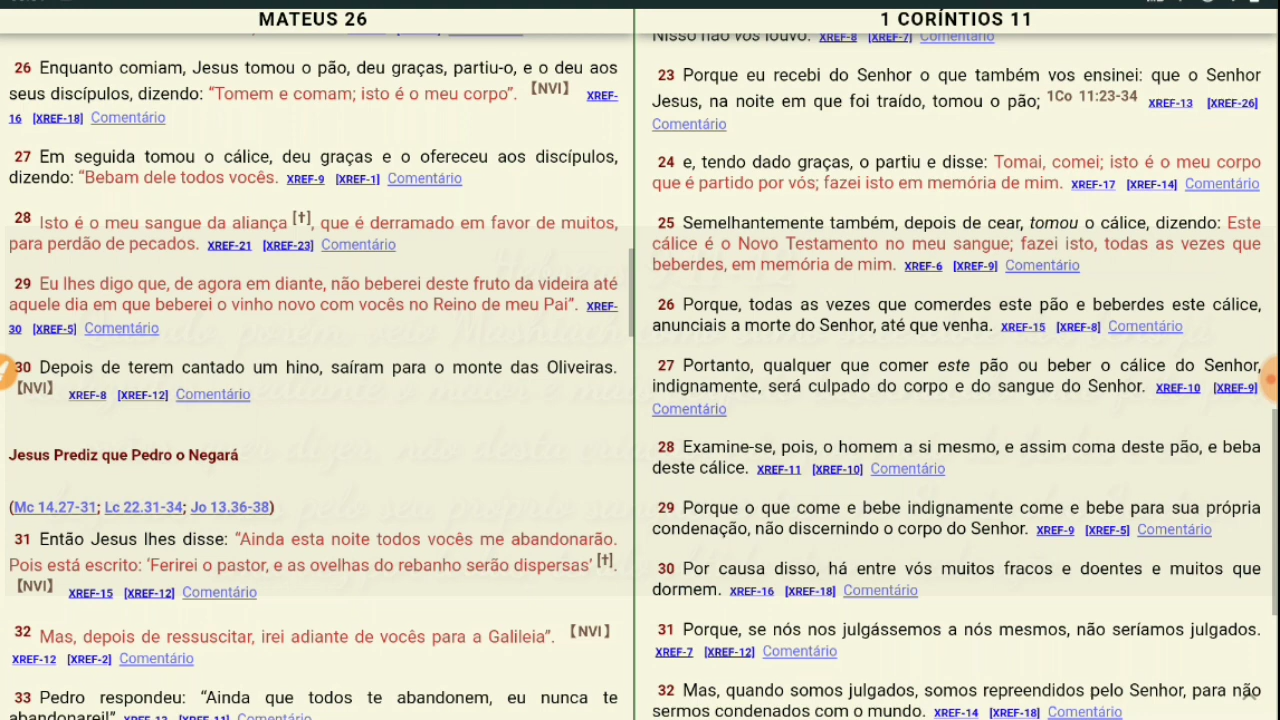 MATEUS 26
26 Enquanto comiam, Jesus tomou o pão, deu graças, partiu-o, e o deu aos
seus discípulos, dizendo: “Tomem e comam; isto é o meu corpo”. 【NVI】 XREF-
16 [XREF-18] Comentário
27 Em seguida tomou o cálice, deu graças e o ofereceu aos discípulos,
dizendo: “Bebam dele todos vocês. XREF-9 [XREF-1] Comentário
28 Isto é o meu sangue da aliança [†], que é derramado em favor de muitos,
para perdão de pecados. XREF-21 [XREF-23] Comentário
29 Eu lhes digo que, de agora em diante, não beberei deste fruto da videira até
aquele dia em que beberei o vinho novo com vocês no Reino de meu Pai”. XREF-
30 [XREF-5] Comentário
30 Depois de terem cantado um hino, saíram para o monte das Oliveiras.
【NVI】 XREF-8 [XREF-12] Comentário
Jesus Prediz que Pedro o Negará
(Mc 14.27-31; Lc 22.31-34; Jo 13.36-38)
31 Então Jesus lhes disse: “Ainda esta noite todos vocês me abandonarão.
Pois está escrito: ‘Ferirei o pastor, e as ovelhas do rebanho serão dispersas’ [†].
【NVI】 XREF-15 [XREF-12] Comentário
32 Mas, depois de ressuscitar, irei adiante de vocês para a Galileia”. 【NVI】
XREF-12 [XREF-2] Comentário
33 Pedro respondeu: “Ainda que todos te abandonem, eu nunca te
abandonarei!” XREF-13 [XREF-11] Comentário
1 CORÍNTIOS 11
Nisso não vos louvo. XREF-8 [XREF-7] Comentário
23 Porque eu recebi do Senhor o que também vos ensinei: que o Senhor
Jesus, na noite em que foi traído, tomou o pão; 1Co 11:23-34 XREF-13 [XREF-26]
Comentário
24 e, tendo dado graças, o partiu e disse: Tomai, comei; isto é o meu corpo
que é partido por vós; fazei isto em memória de mim. XREF-17 [XREF-14] Comentário
25 Semelhantemente também, depois de cear, tomou o cálice, dizendo: Este
cálice é o Novo Testamento no meu sangue; fazei isto, todas as vezes que
beberdes, em memória de mim. XREF-6 [XREF-9] Comentário
26 Porque, todas as vezes que comerdes este pão e beberdes este cálice,
anunciais a morte do Senhor, até que venha. XREF-15 [XREF-8] Comentário
27 Portanto, qualquer que comer este pão ou beber o cálice do Senhor,
indignamente, será culpado do corpo e do sangue do Senhor. XREF-10 [XREF-9]
Comentário
28 Examine-se, pois, o homem a si mesmo, e assim coma deste pão, e beba
deste cálice. XREF-11 [XREF-10] Comentário
29 Porque o que come e bebe indignamente come e bebe para sua própria
condenação, não discernindo o corpo do Senhor. XREF-9 [XREF-5] Comentário
30 Por causa disso, há entre vós muitos fracos e doentes e muitos que
dormem. XREF-16 [XREF-18] Comentário
31 Porque, se nós nos julgássemos a nós mesmos, não seríamos julgados.
XREF-7 [XREF-12] Comentário
32 Mas, quando somos julgados, somos repreendidos pelo Senhor, para não
sermos condenados com o mundo. XREF-14 [XREF-18] Comentário